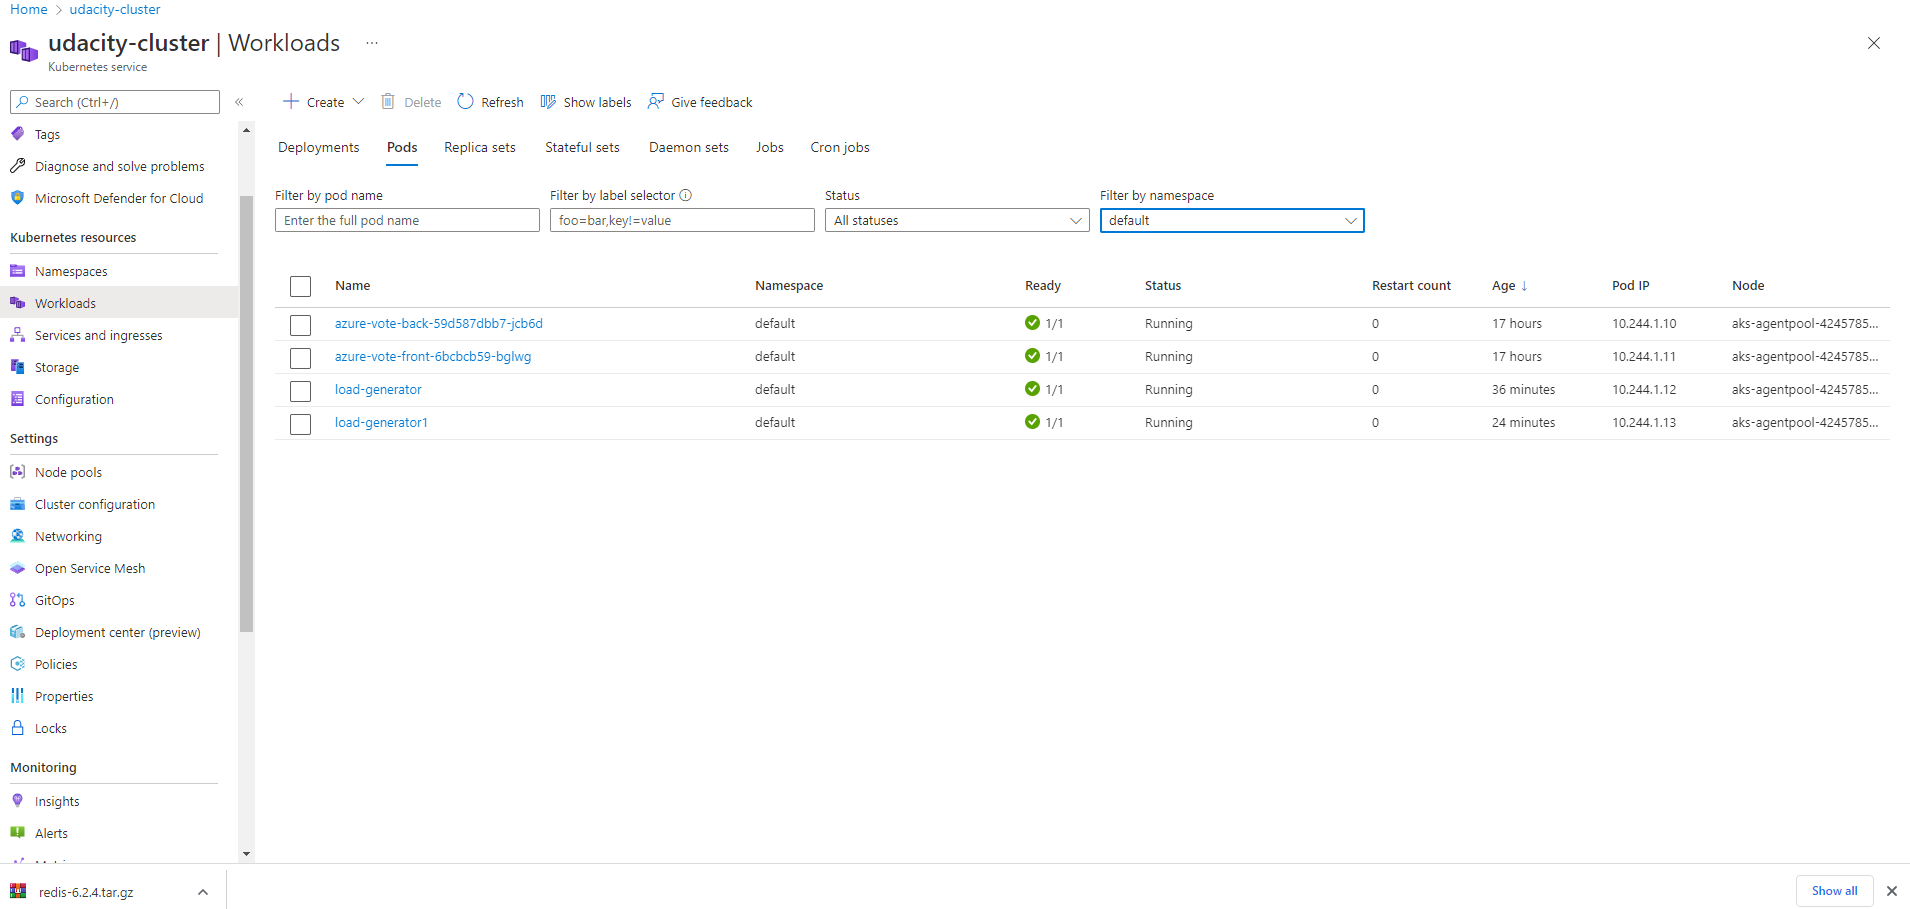 Home > udacity-cluster
udacity-cluster | Workloads ...
Kubernetes service
Search (Ctrl+/)
«
Tags
Diagnose and solve problems
Microsoft Defender for Cloud
Kubernetes resources
Namespaces
Workloads
Services and ingresses
Storage
Configuration
Settings
Node pools
Cluster configuration
Networking
Open Service Mesh
GitOps
Deployment center (preview)
Policies
Properties
Locks
Monitoring
Insights
Alerts
Create Delete Refresh Show labels Give feedback
Deployments Pods Replica sets Stateful sets Daemon sets Jobs Cron jobs
Filter by pod name Filter by label selector Status Filter by namespace
Enter the full pod name foo=bar,key!=value All statuses default
Name Namespace Ready Status Restart count Age ↓ Pod IP Node
azure-vote-back-59d587dbb7-jcb6d default 1/1 Running 0 17 hours 10.244.1.10 aks-agentpool-4245785...
azure-vote-front-6bcbcb59-bglwg default 1/1 Running 0 17 hours 10.244.1.11 aks-agentpool-4245785...
load-generator default 1/1 Running 0 36 minutes 10.244.1.12 aks-agentpool-4245785...
load-generator1 default 1/1 Running 0 24 minutes 10.244.1.13 aks-agentpool-4245785...
redis-6.2.4.tar.gz
Show all